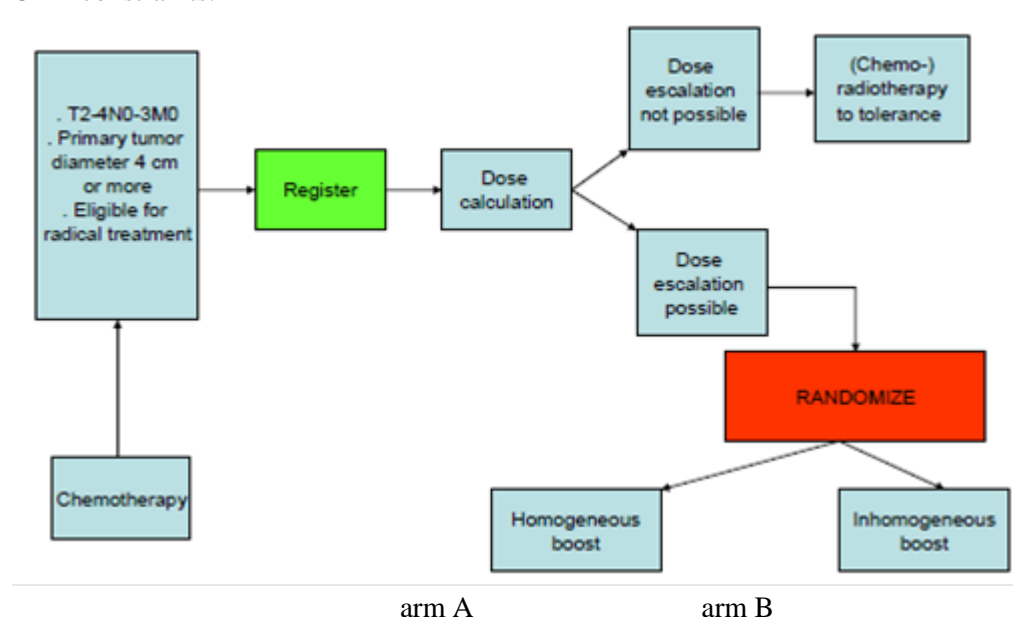 . T2-4N0-3M0
. Primary tumor
diameter 4 cm
or more
. Eligible for
radical treatment
Chemotherapy
Register
Dose
calculation
Dose
escalation
not possible
(Chemo-)
radiotherapy
to tolerance
Dose
escalation
possible
RANDOMIZE
Homogeneous
boost
Inhomogeneous
boost
arm A
arm B